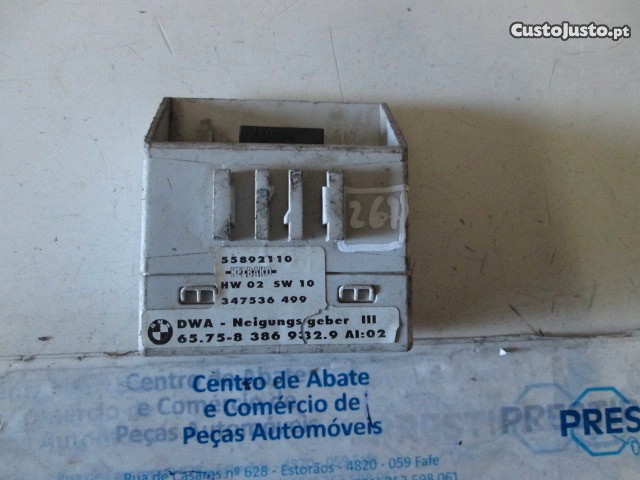 CustoJusto.pt
261
55892110
HELBAKO
HW 02 SW 10
347536 499
DWA - Neigungsgeber III
65.75-8 386 932.9 AI:02
Centro de Abate
e Comércio de
Peças Automóveis
PRES
Rua de Casares nº 628 - Estorãos - 4820 - 059 Fafe